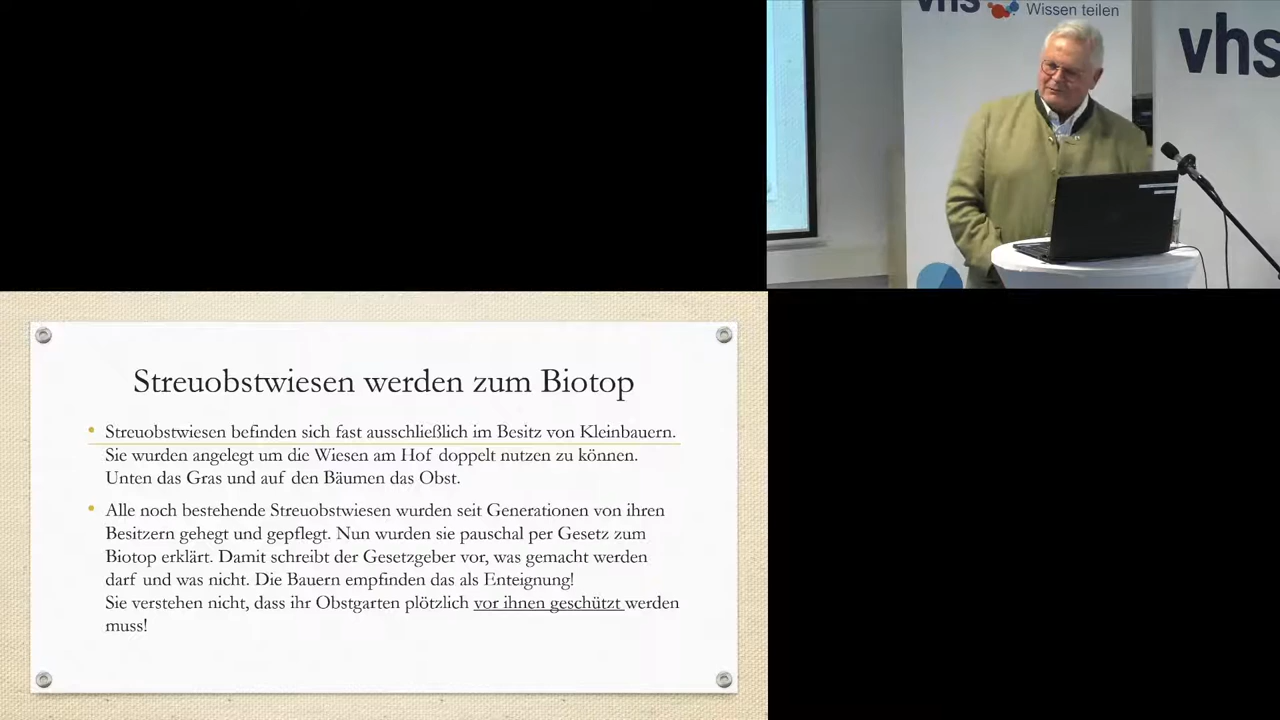 vhs
Wissen teilen
vhs
Streuobstwiesen werden zum Biotop
• Streuobstwiesen befinden sich fast ausschließlich im Besitz von Kleinbauern.
Sie wurden angelegt um die Wiesen am Hof doppelt nutzen zu können.
Unten das Gras und auf den Bäumen das Obst.
• Alle noch bestehende Streuobstwiesen wurden seit Generationen von ihren
Besitzern gehegt und gepflegt. Nun wurden sie pauschal per Gesetz zum
Biotop erklärt. Damit schreibt der Gesetzgeber vor, was gemacht werden
darf und was nicht. Die Bauern empfinden das als Enteignung!
Sie verstehen nicht, dass ihr Obstgarten plötzlich vor ihnen geschützt werden
muss!